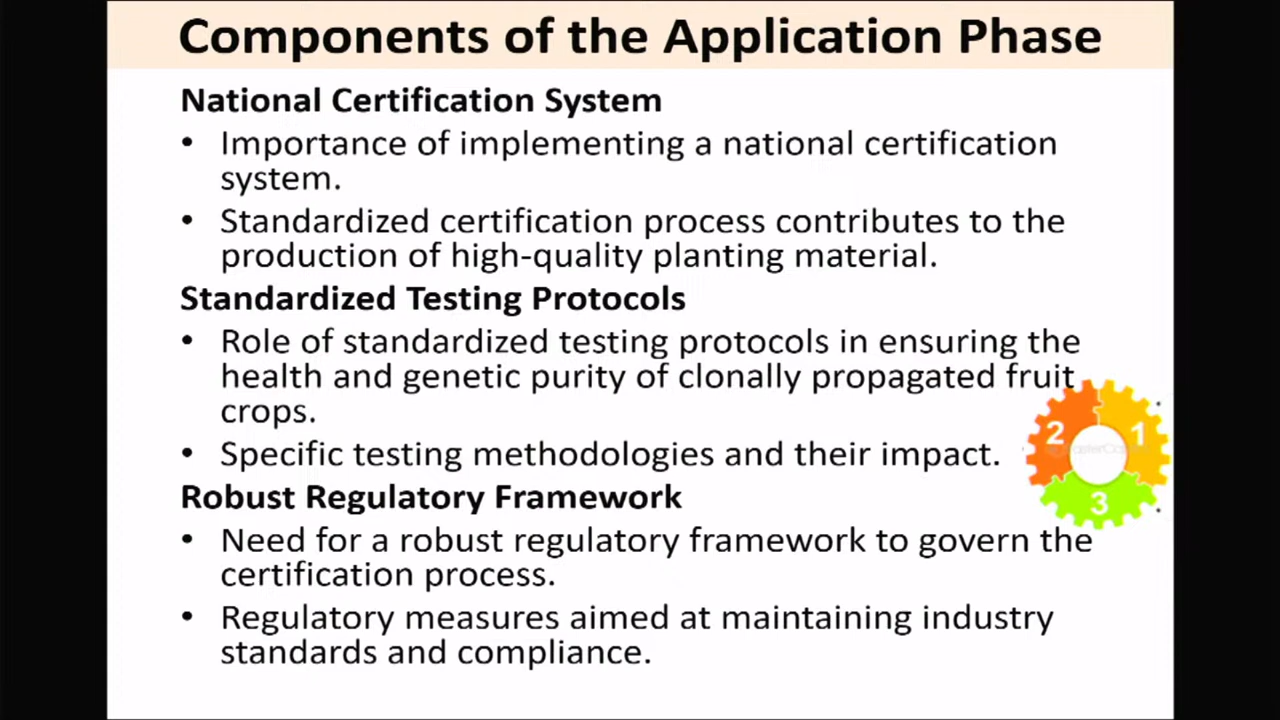 Components of the Application Phase
National Certification System
• Importance of implementing a national certification
system.
• Standardized certification process contributes to the
production of high-quality planting material.
Standardized Testing Protocols
• Role of standardized testing protocols in ensuring the
health and genetic purity of clonally propagated fruit
crops.
• Specific testing methodologies and their impact.
2 1
3
Robust Regulatory Framework
• Need for a robust regulatory framework to govern the
certification process.
• Regulatory measures aimed at maintaining industry
standards and compliance.